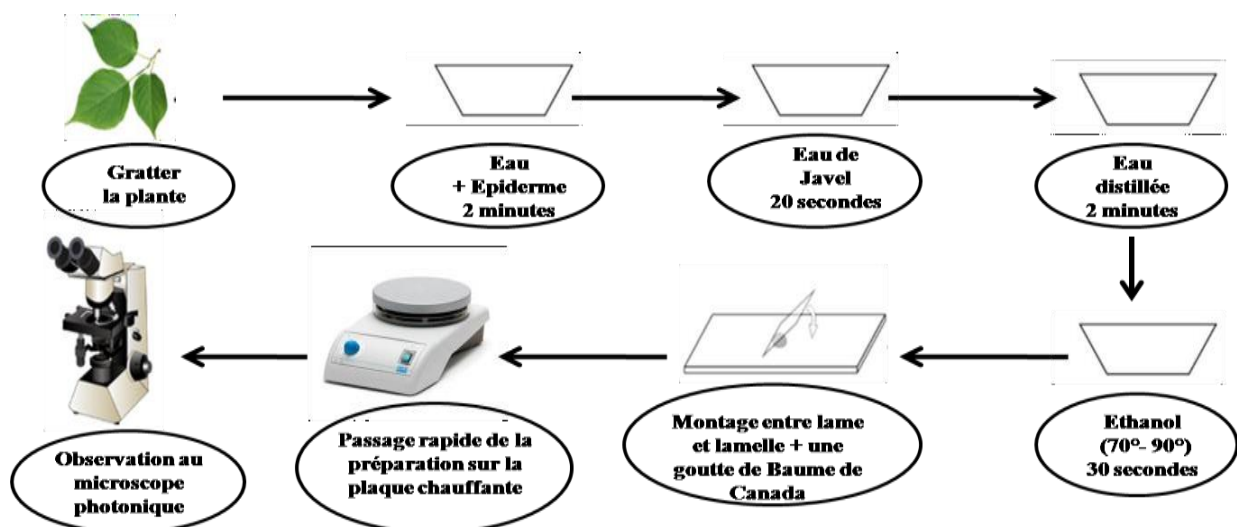 Gratter
la plante
Eau
+ Epiderme
2 minutes
Eau de
Javel
20 secondes
Eau
distillée
2 minutes
Ethanol
(70°- 90°)
30 secondes
Montage entre lame
et lamelle + une
goutte de Baume de
Canada
Passage rapide de la
préparation sur la
plaque chauffante
Observation au
microscope
photonique